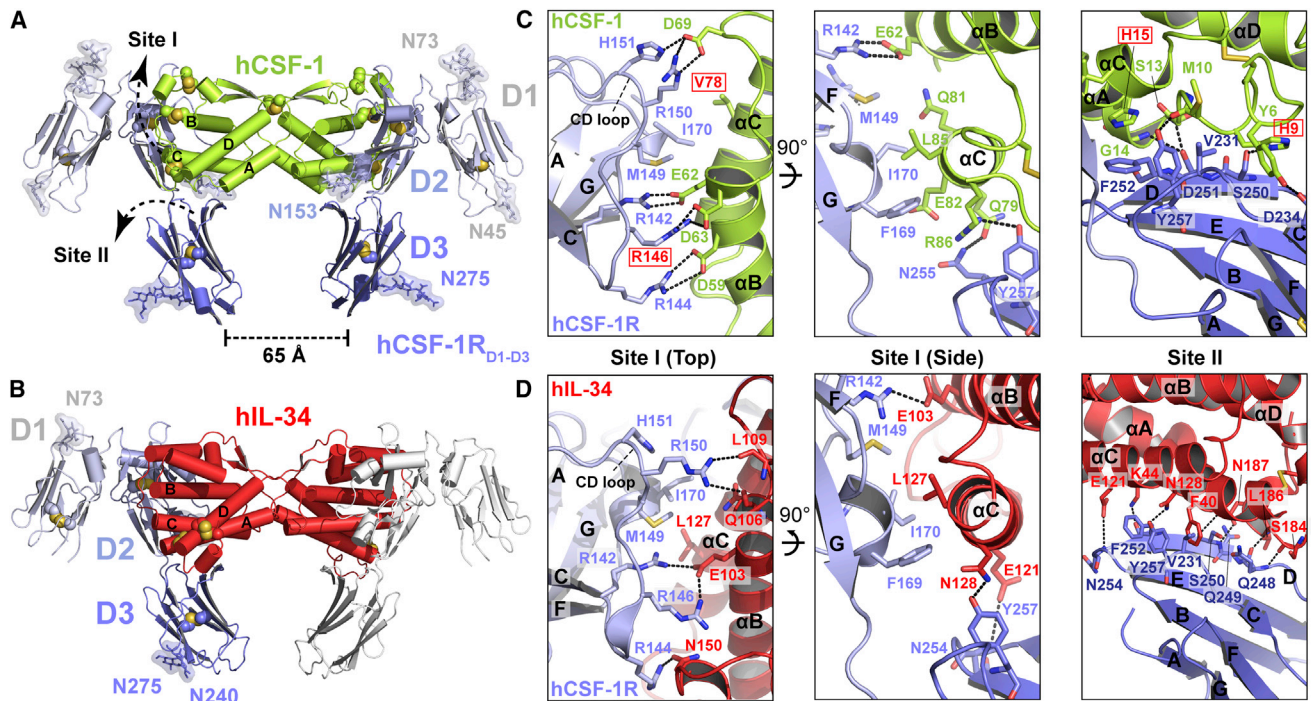 A
Site I
hCSF-1
N73
D1
B
C
D
A
D2
N153
N45
Site II
D3
N275
65 Å
hCSF-1R D1-D3
B
N73
D1
hIL-34
B
C
D
A
D2
D3
N275
N240
C
hCSF-1
D69
H151
V78
CD loop
R150
αC
A
I170
G
M149
E62
R142
C
D63
R146
D59
αB
R144
hCSF-1R
Site I (Top)
90°
R142
E62
αB
F
Q81
M149
L85
αC
I170
G
E82
Q79
F169
R86
N255
Y257
Site I (Side)
H15
αD
αC
S13
M10
αA
Y6
V231
H9
G14
F252
D
D251
S250
Y257
D234
E
C
B
F
A
G
Site II
D
hIL-34
H151
R150
L109
A
CD loop
I170
G
L127
Q106
M149
αC
R142
E103
C
F
R146
αB
R144
N150
hCSF-1R
90°
R142
F
αB
E103
M149
L127
αC
G
I170
F169
E121
N128
Y257
N254
αB
αD
αA
αC
N187
K44
E121
N128
L186
F40
S184
F252
V231
D
Y257
E
S250
N254
Q248
Q249
B
C
A
F
G